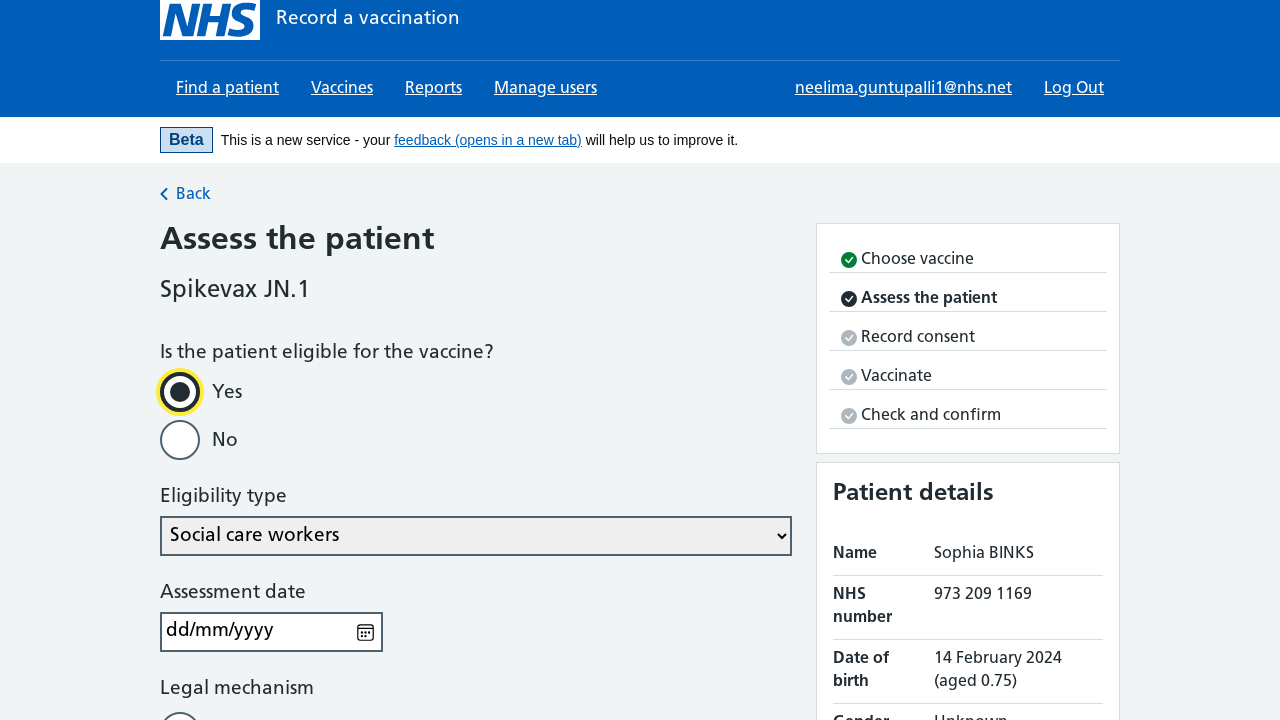 NHS Record a vaccination
Find a patient Vaccines Reports Manage users neelima.guntupalli1@nhs.net Log Out
Beta This is a new service - your feedback (opens in a new tab) will help us to improve it.
Back
Assess the patient
Spikevax JN.1
Is the patient eligible for the vaccine?
Yes
No
Eligibility type
Social care workers
Assessment date
dd/mm/yyyy
Legal mechanism
Choose vaccine
Assess the patient
Record consent
Vaccinate
Check and confirm
Patient details
Name Sophia BINKS
NHS number 973 209 1169
Date of birth 14 February 2024 (aged 0.75)
Gender Unknown